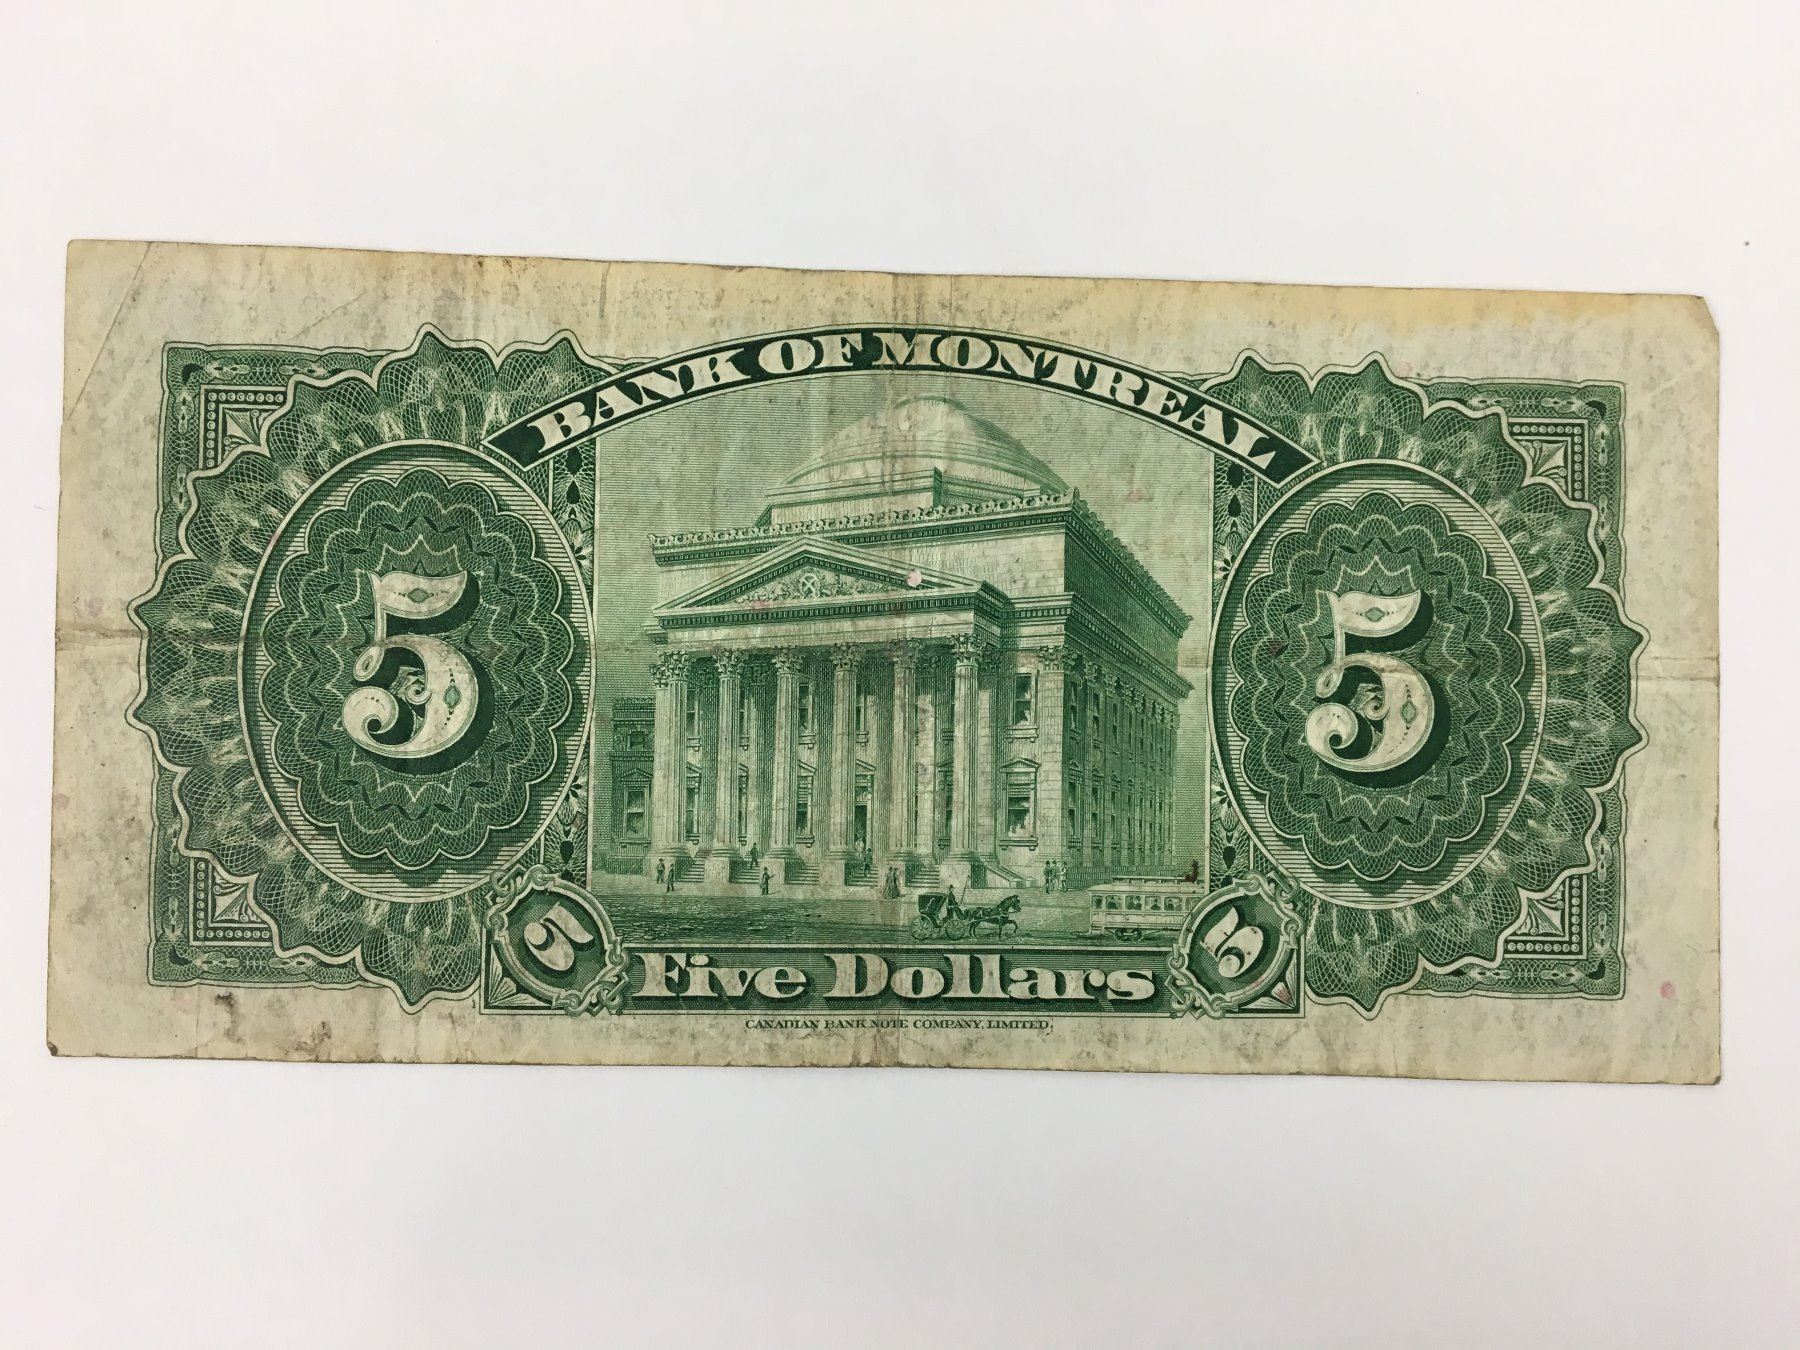 BANK OF MONTREAL
5 5
5 Five Dollars 5
CANADIAN BANK NOTE COMPANY, LIMITED.